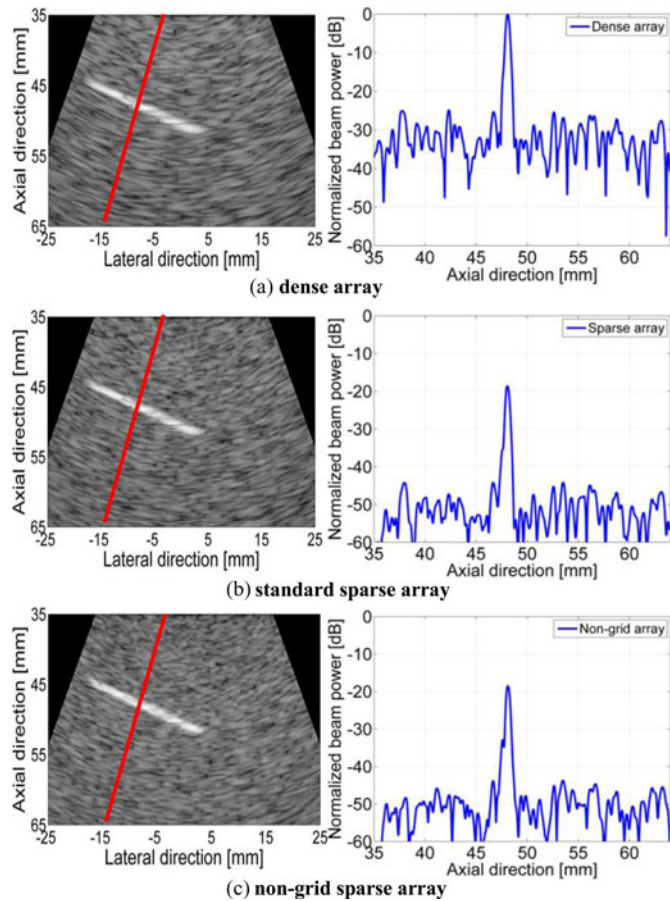 35
45
55
65
-25 -15 -5 5 15 25
Axial direction [mm]
Lateral direction [mm]
0
-10
-20
-30
-40
-50
-60
35 40 45 50 55 60
Normalized beam power [dB]
Axial direction [mm]
Dense array
(a) dense array
35
45
55
65
-25 -15 -5 5 15 25
Axial direction [mm]
Lateral direction [mm]
0
-10
-20
-30
-40
-50
-60
35 40 45 50 55 60
Normalized beam power [dB]
Axial direction [mm]
Sparse array
(b) standard sparse array
35
45
55
65
-25 -15 -5 5 15 25
Axial direction [mm]
Lateral direction [mm]
0
-10
-20
-30
-40
-50
-60
35 40 45 50 55 60
Normalized beam power [dB]
Axial direction [mm]
Non-grid array
(c) non-grid sparse array